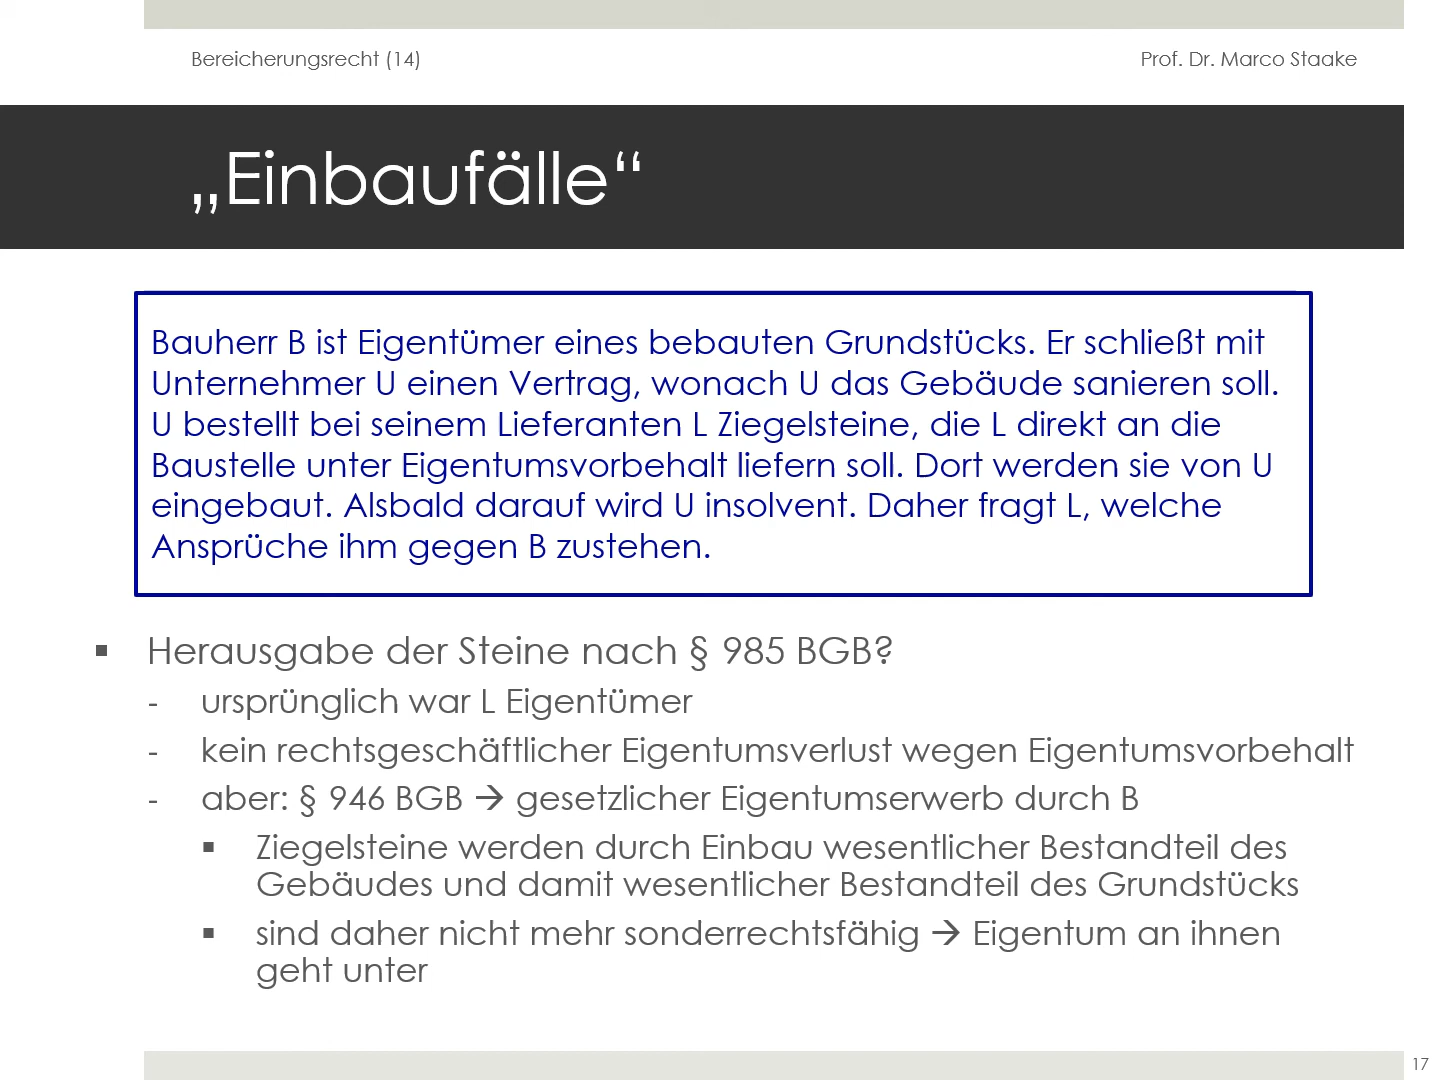 Bereicherungsrecht (14)
Prof. Dr. Marco Staake
„Einbaufälle“
Bauherr B ist Eigentümer eines bebauten Grundstücks. Er schließt mit
Unternehmer U einen Vertrag, wonach U das Gebäude sanieren soll.
U bestellt bei seinem Lieferanten L Ziegelsteine, die L direkt an die
Baustelle unter Eigentumsvorbehalt liefern soll. Dort werden sie von U
eingebaut. Alsbald darauf wird U insolvent. Daher fragt L, welche
Ansprüche ihm gegen B zustehen.
▪ Herausgabe der Steine nach § 985 BGB?
- ursprünglich war L Eigentümer
- kein rechtsgeschäftlicher Eigentumsverlust wegen Eigentumsvorbehalt
- aber: § 946 BGB → gesetzlicher Eigentumserwerb durch B
▪ Ziegelsteine werden durch Einbau wesentlicher Bestandteil des
Gebäudes und damit wesentlicher Bestandteil des Grundstücks
▪ sind daher nicht mehr sonderrechtsfähig → Eigentum an ihnen
geht unter
17